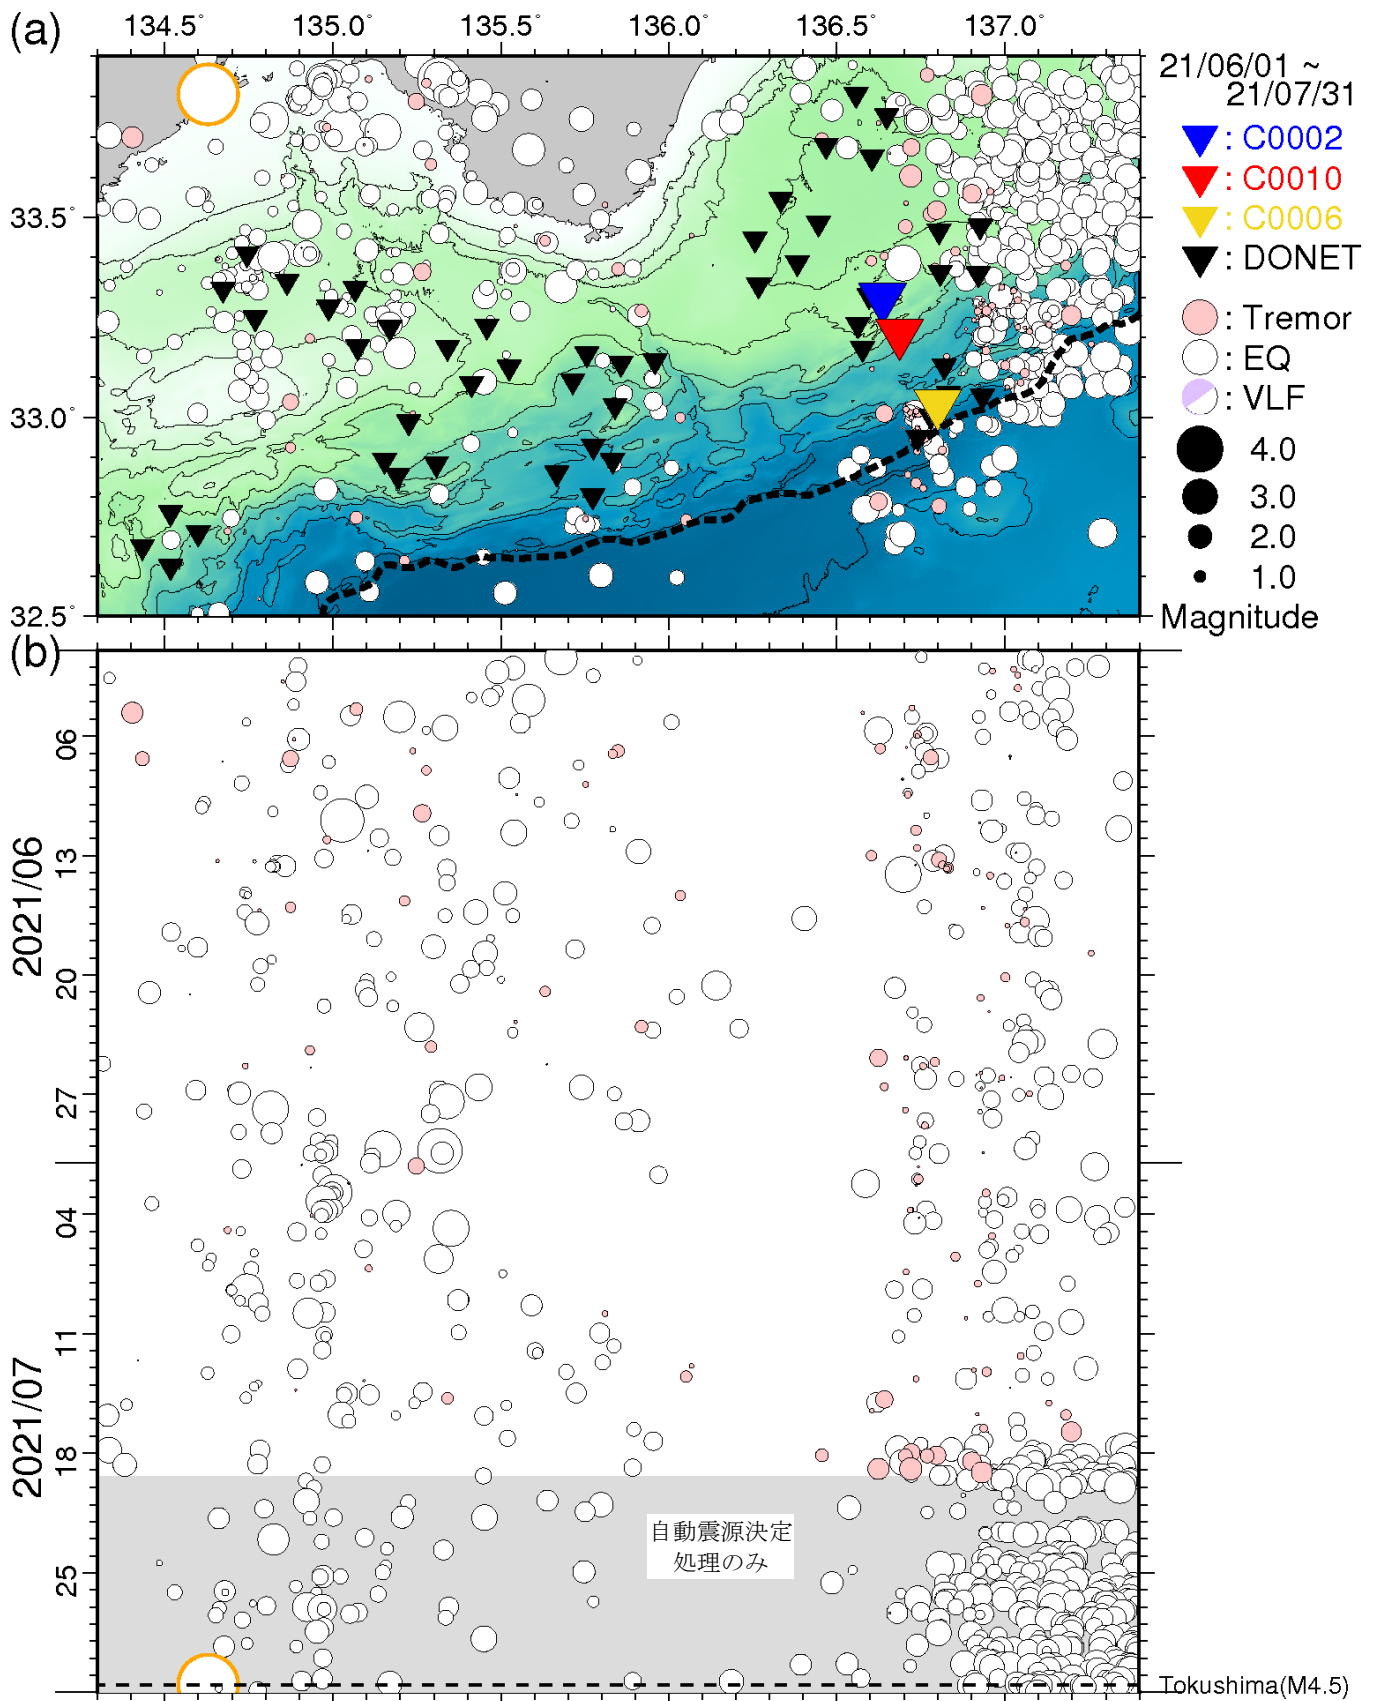 (a)
134.5° 135.0° 135.5° 136.0° 136.5° 137.0°
33.5°
33.0°
32.5°
21/06/01 ~
21/07/31
: C0002
: C0010
: C0006
: DONET
: Tremor
: EQ
: VLF
4.0
3.0
2.0
1.0
Magnitude
(b)
2021/06
06
13
20
27
2021/07
04
11
18
25
自動震源決定
処理のみ
Tokushima(M4.5)